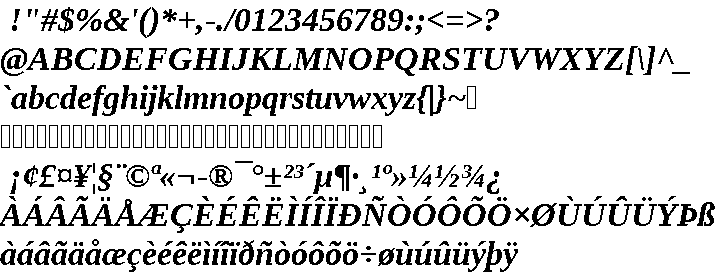 !"#$%&'()*+,-./0123456789:;<=>?
@ABCDEFGHIJKLMNOPQRSTUVWXYZ[\]^_
`abcdefghijklmnopqrstuvwxyz{|}~
¡¢£¤¥¦§¨©ª«¬-®¯°±²³´µ¶·¸¹º»¼½¾¿
ÀÁÂÃÄÅÆÇÈÉÊËÌÍÎÏÐÑÒÓÔÕÖ×ØÙÚÛÜÝÞß
àáâãäåæçèéêëìíîïðñòóôõö÷øùúûüýþÿ